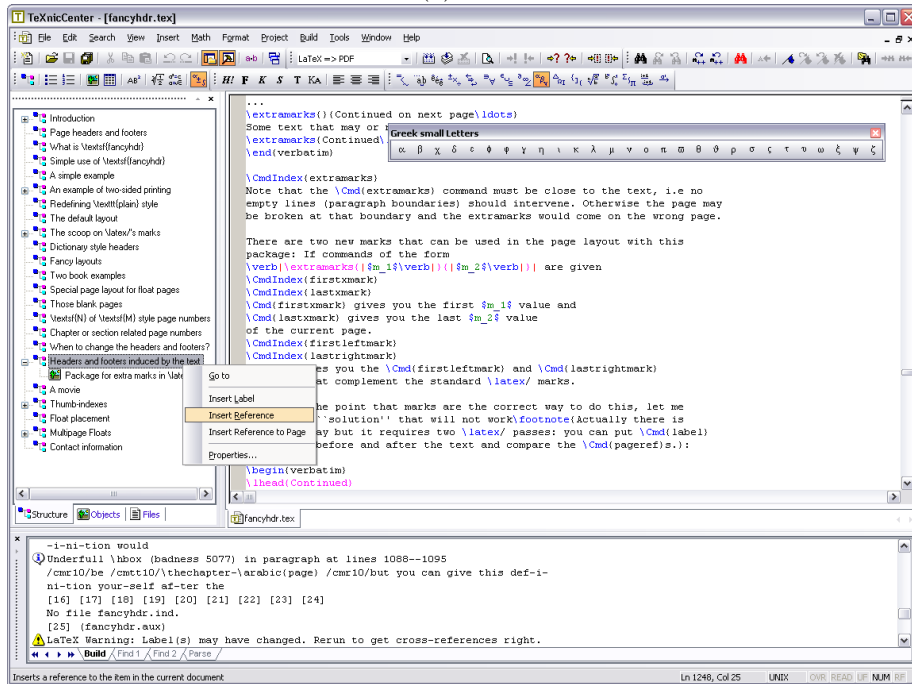 TeXnicCenter - [fancyhdr.tex]
File Edit Search View Insert Math Format Project Build Tools Window Help
LaTeX => PDF
H! F K S T KA
Introduction
Page headers and footers
What is \textsf{fancyhdr}
Simple use of \textsf{fancyhdr}
A simple example
An example of two-sided printing
Redefining \texttt{plain} style
The default layout
The scoop on \latex/'s marks
Dictionary style headers
Fancy layouts
Two book examples
Special page layout for float pages
Those blank pages
\textsf{N} of \textsf{M} style page numbers
Chapter or section related page numbers
When to change the headers and footers?
Headers and footers induced by the text
Package for extra marks in \late
A movie
Thumb-indexes
Float placement
Multipage Floats
Contact information
Structure Objects Files
Go to
Insert Label
Insert Reference
Insert Reference to Page
Properties...
...
\extramarks{}{Continued on next page\ldots}
Some text that may or
\extramarks{Continued\
\end{verbatim}
Greek small Letters
α β χ δ ε ϕ φ γ η ι κ λ μ ν ο π ϖ θ ϑ ρ σ ς τ υ ω ξ ψ ζ
\CmdIndex{extramarks}
Note that the \Cmd{extramarks} command must be close to the text, i.e no
empty lines (paragraph boundaries) should intervene. Otherwise the page may
be broken at that boundary and the extramarks would come on the wrong page.
There are two new marks that can be used in the page layout with this
package: If commands of the form
\verb|\extramarks{|$m_1$\verb|}{|$m_2$\verb|}| are given
\CmdIndex{firstxmark}
\CmdIndex{lastxmark}
\Cmd{firstxmark} gives you the first $m_1$ value and
\Cmd{lastxmark} gives you the last $m_2$ value
of the current page.
\CmdIndex{firstleftmark}
\CmdIndex{lastrightmark}
es you the \Cmd{firstleftmark} and \Cmd{lastrightmark}
at complement the standard \latex/ marks.
he point that marks are the correct way to do this, let me
``solution'' that will not work\footnote{Actually there is
ay but it requires two \latex/ passes: you can put \Cmd{label}
before and after the text and compare the \Cmd{pageref}s.}:
\begin{verbatim}
\lhead{Continued}
fancyhdr.tex
-i-ni-tion would
Underfull \hbox (badness 5077) in paragraph at lines 1088--1095
/cmr10/be /cmtt10/\thechapter-\arabic{page} /cmr10/but you can give this def-i-
ni-tion your-self af-ter the
[16] [17] [18] [19] [20] [21] [22] [23] [24]
No file fancyhdr.ind.
[25] (fancyhdr.aux)
LaTeX Warning: Label(s) may have changed. Rerun to get cross-references right.
Build Find 1 Find 2 Parse
Inserts a reference to the item in the current document
Ln 1248, Col 25 UNIX OVR READ LF NUM RF